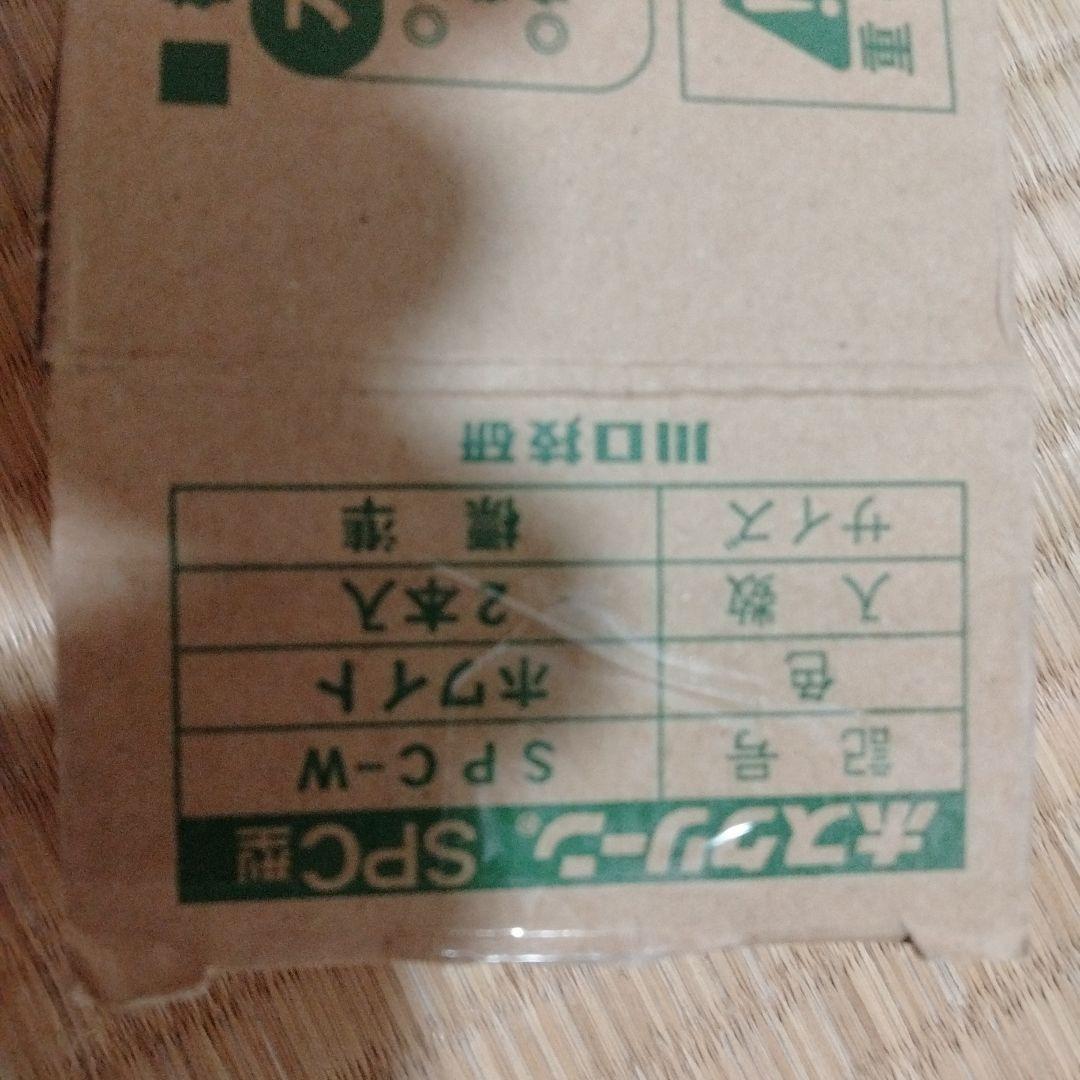 ホスクリーン® SPC型
記号 SPC-W
色 ホワイト
入数 2本入
サイズ 標準
川口技研
重